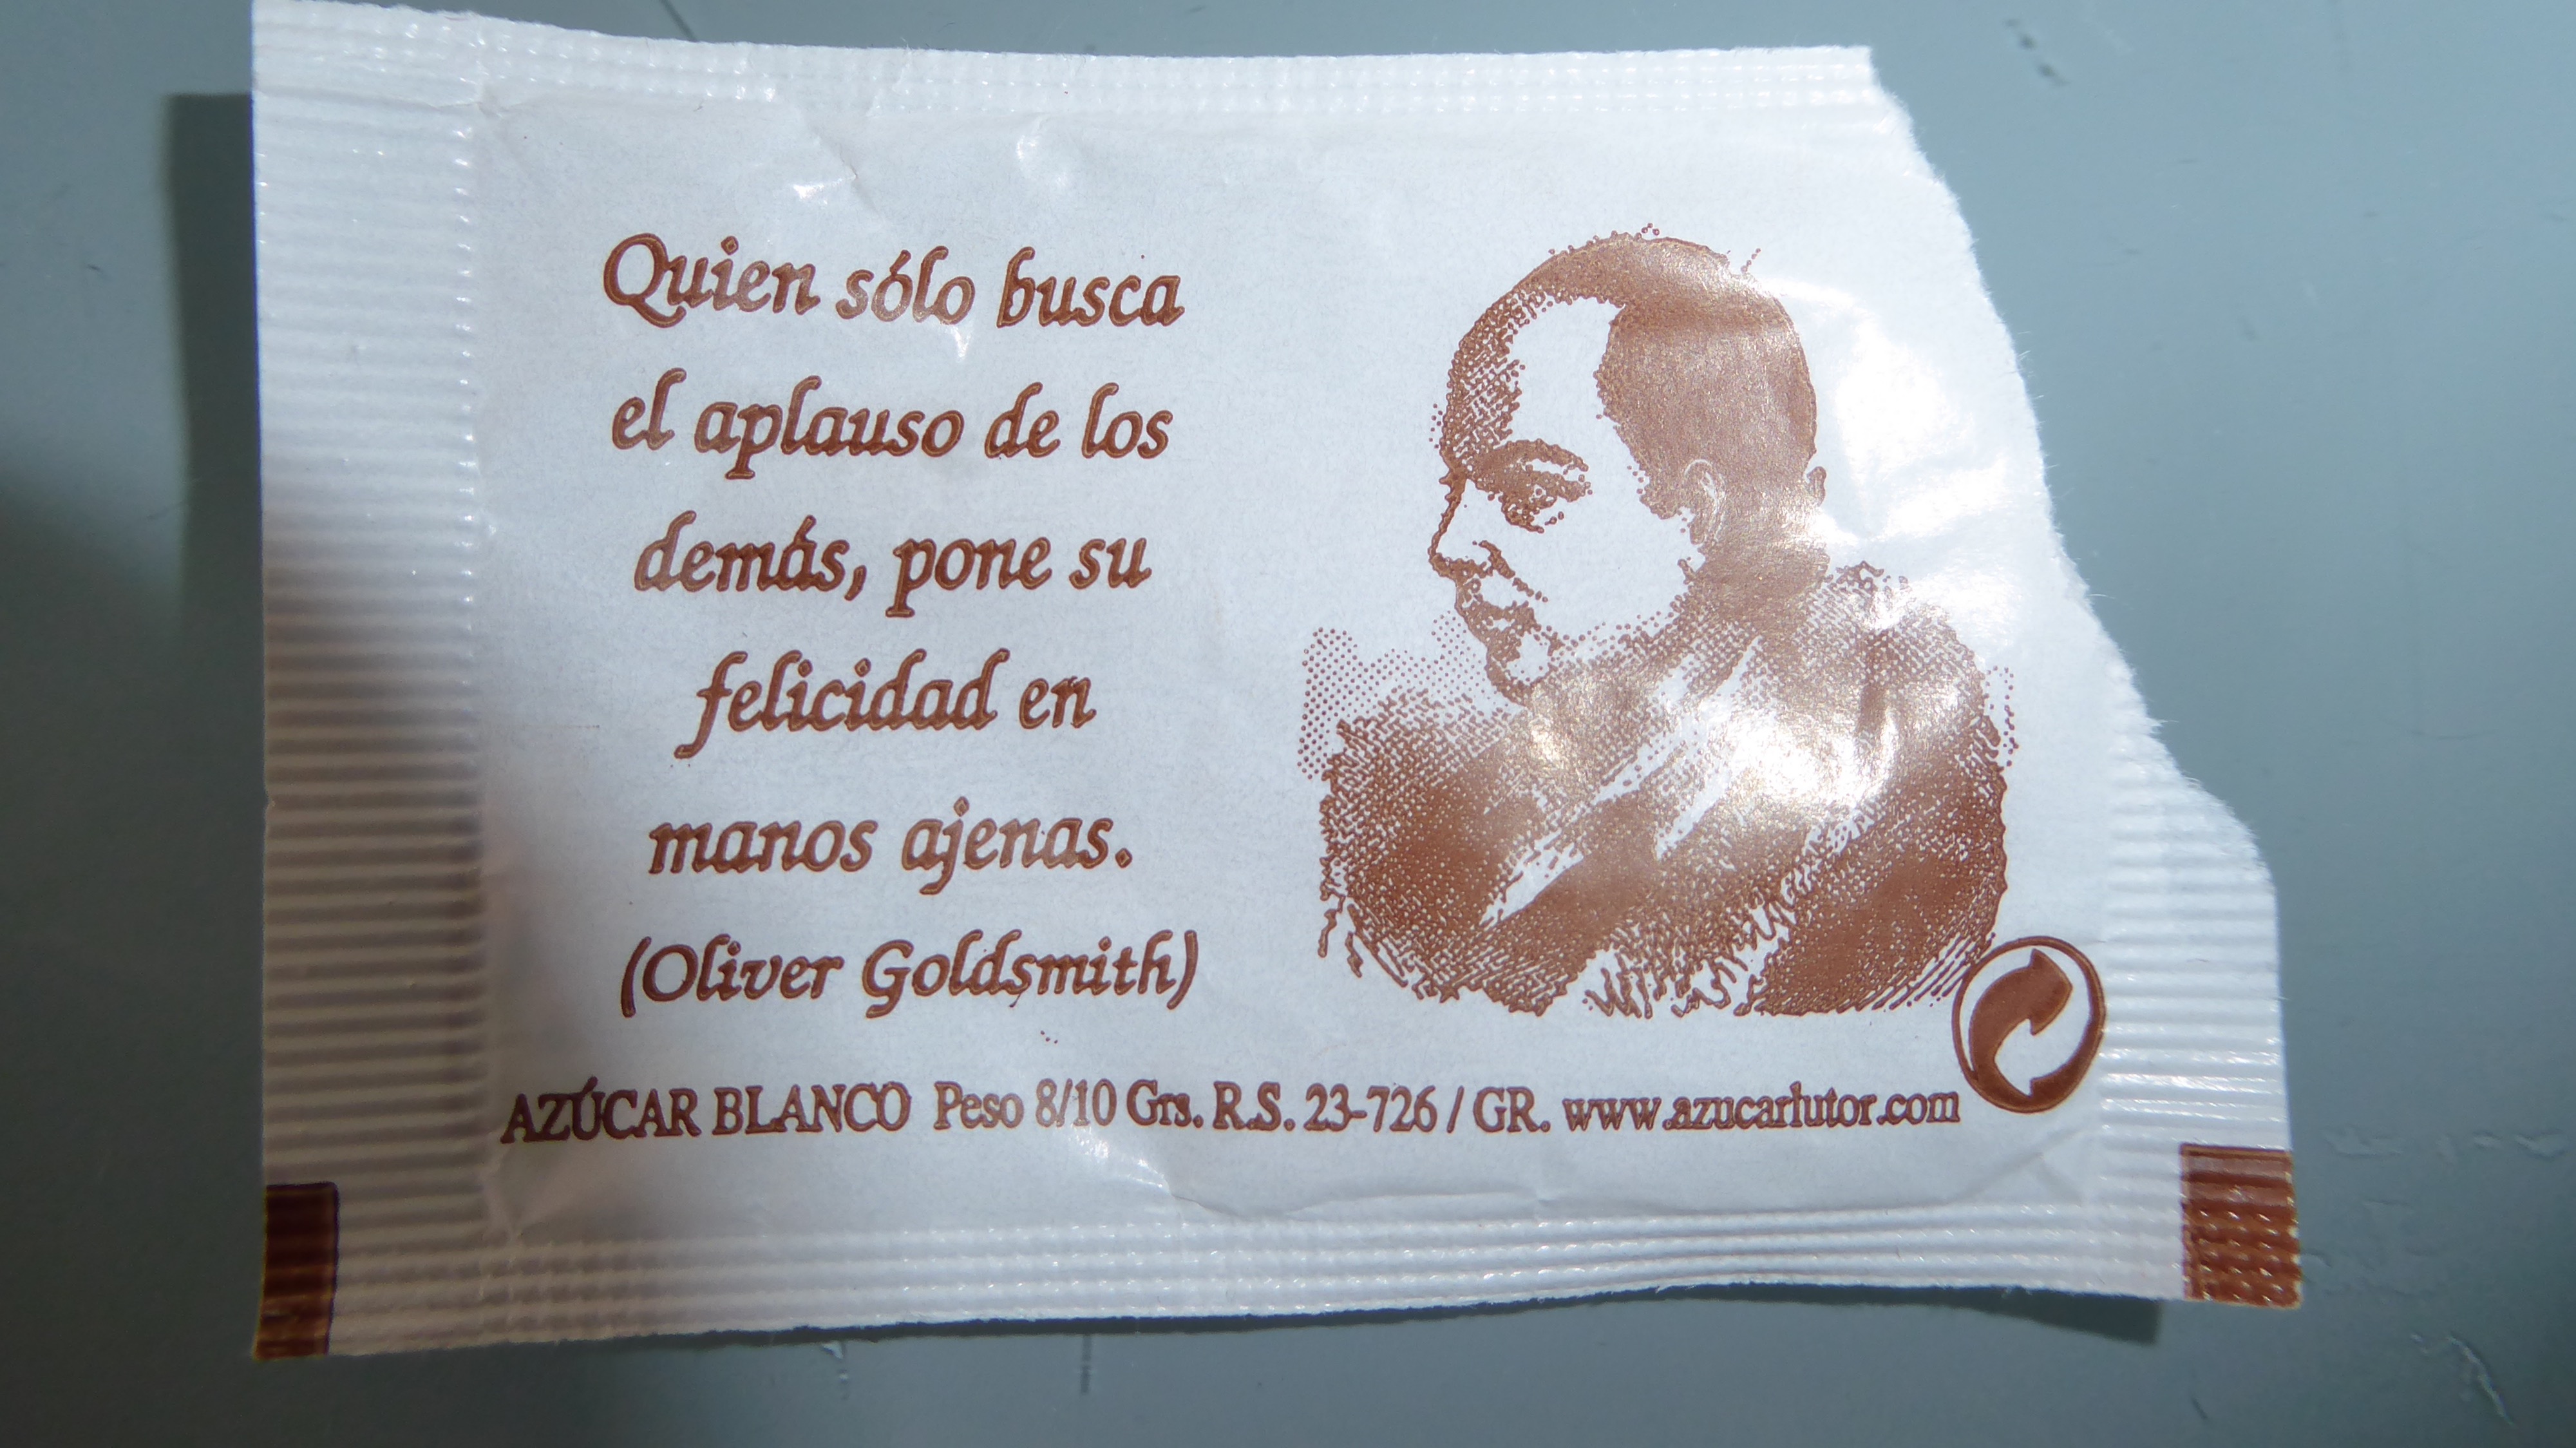 Quien sólo busca
el aplauso de los
demás, pone su
felicidad en
manos ajenas.
(Oliver Goldsmith)
AZÚCAR BLANCO Peso 8/10 Grs. R.S. 23-726 / GR. www.azucarlutor.com